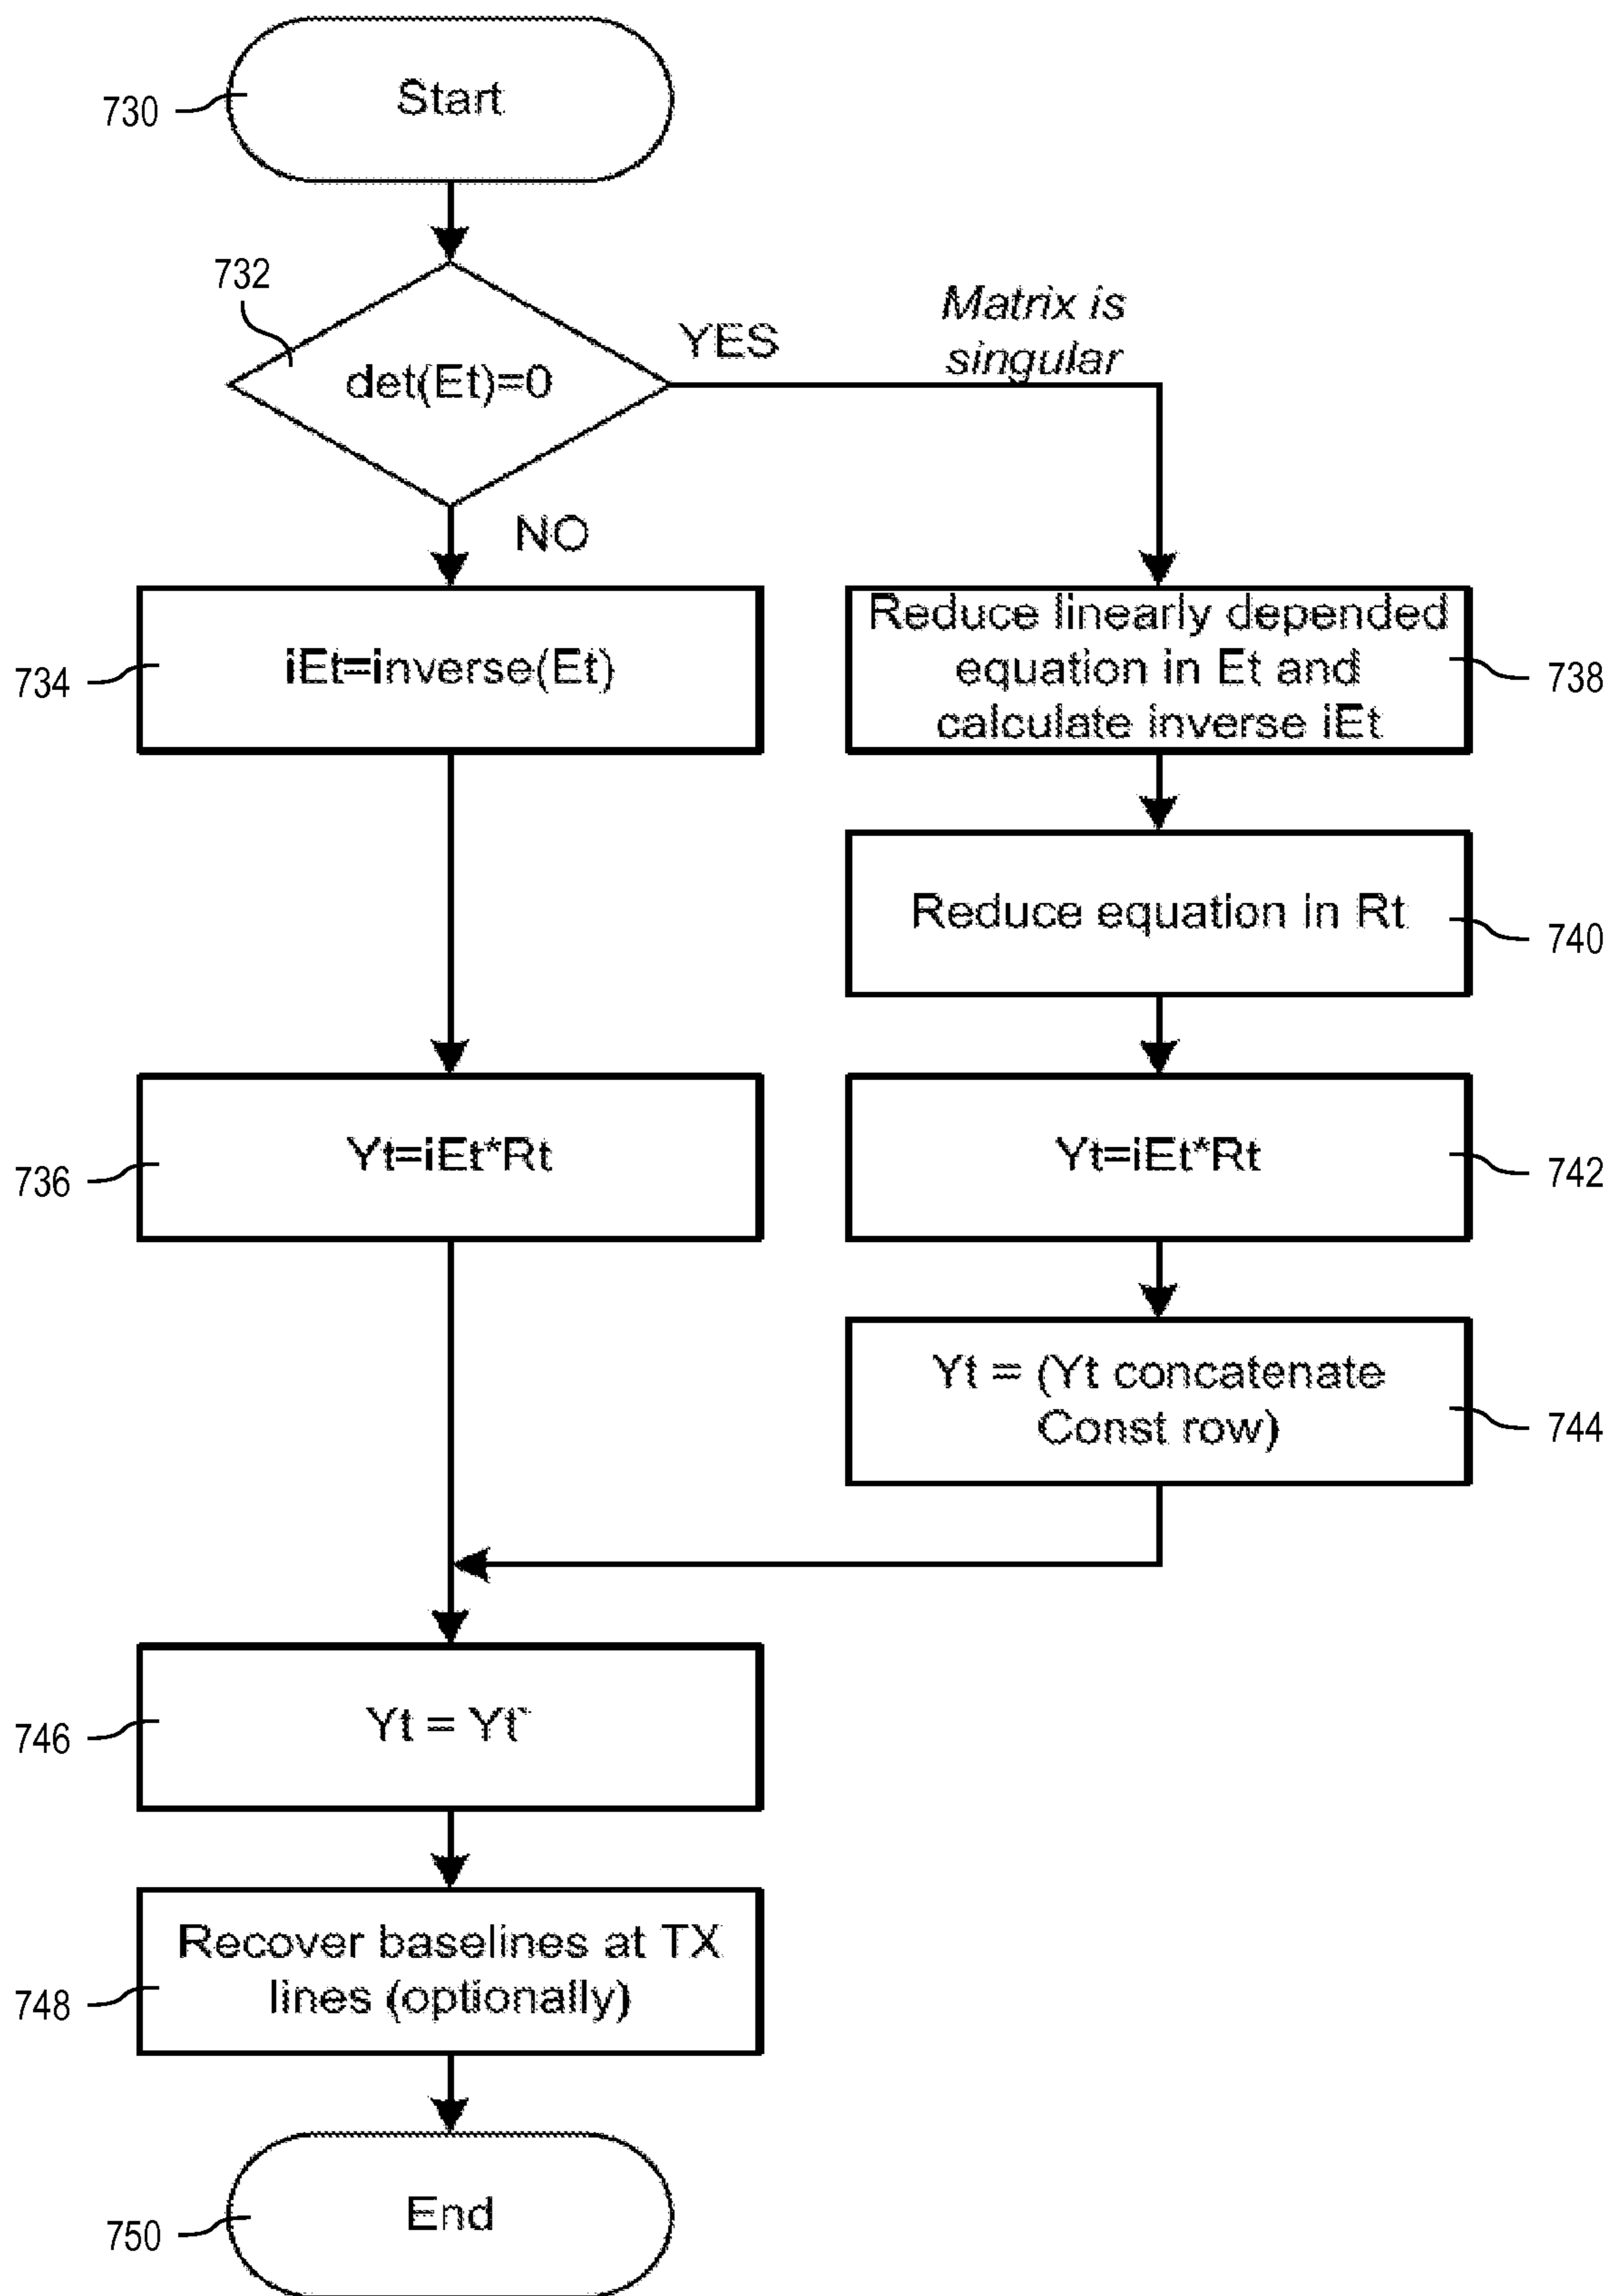 730
Start
732
det(Et)=0
YES
Matrix is
singular
NO
734
iEt=inverse(Et)
Reduce linearly depended
equation in Et and
calculate inverse iEt
738
Reduce equation in Rt
740
736
Yt=iEt*Rt
Yt=iEt*Rt
742
Yt = (Yt concatenate
Const row)
744
746
Yt = Yt`
748
Recover baselines at TX
lines (optionally)
750
End